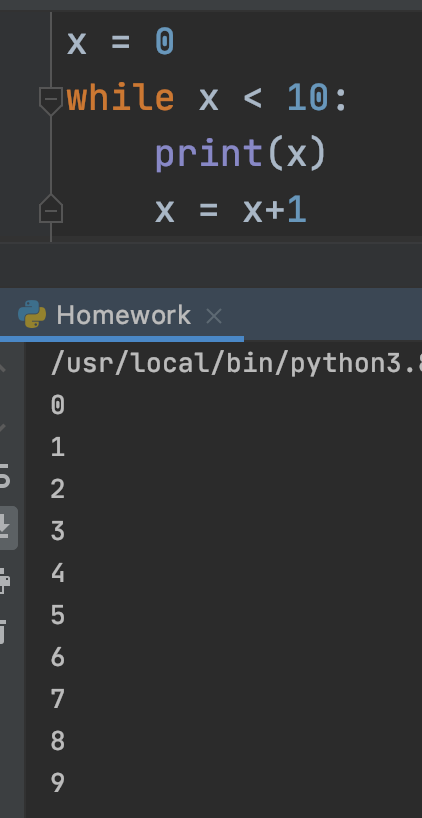 x = 0
while x < 10:
    print(x)
    x = x+1
Homework
/usr/local/bin/python3.8
0
1
2
3
4
5
6
7
8
9